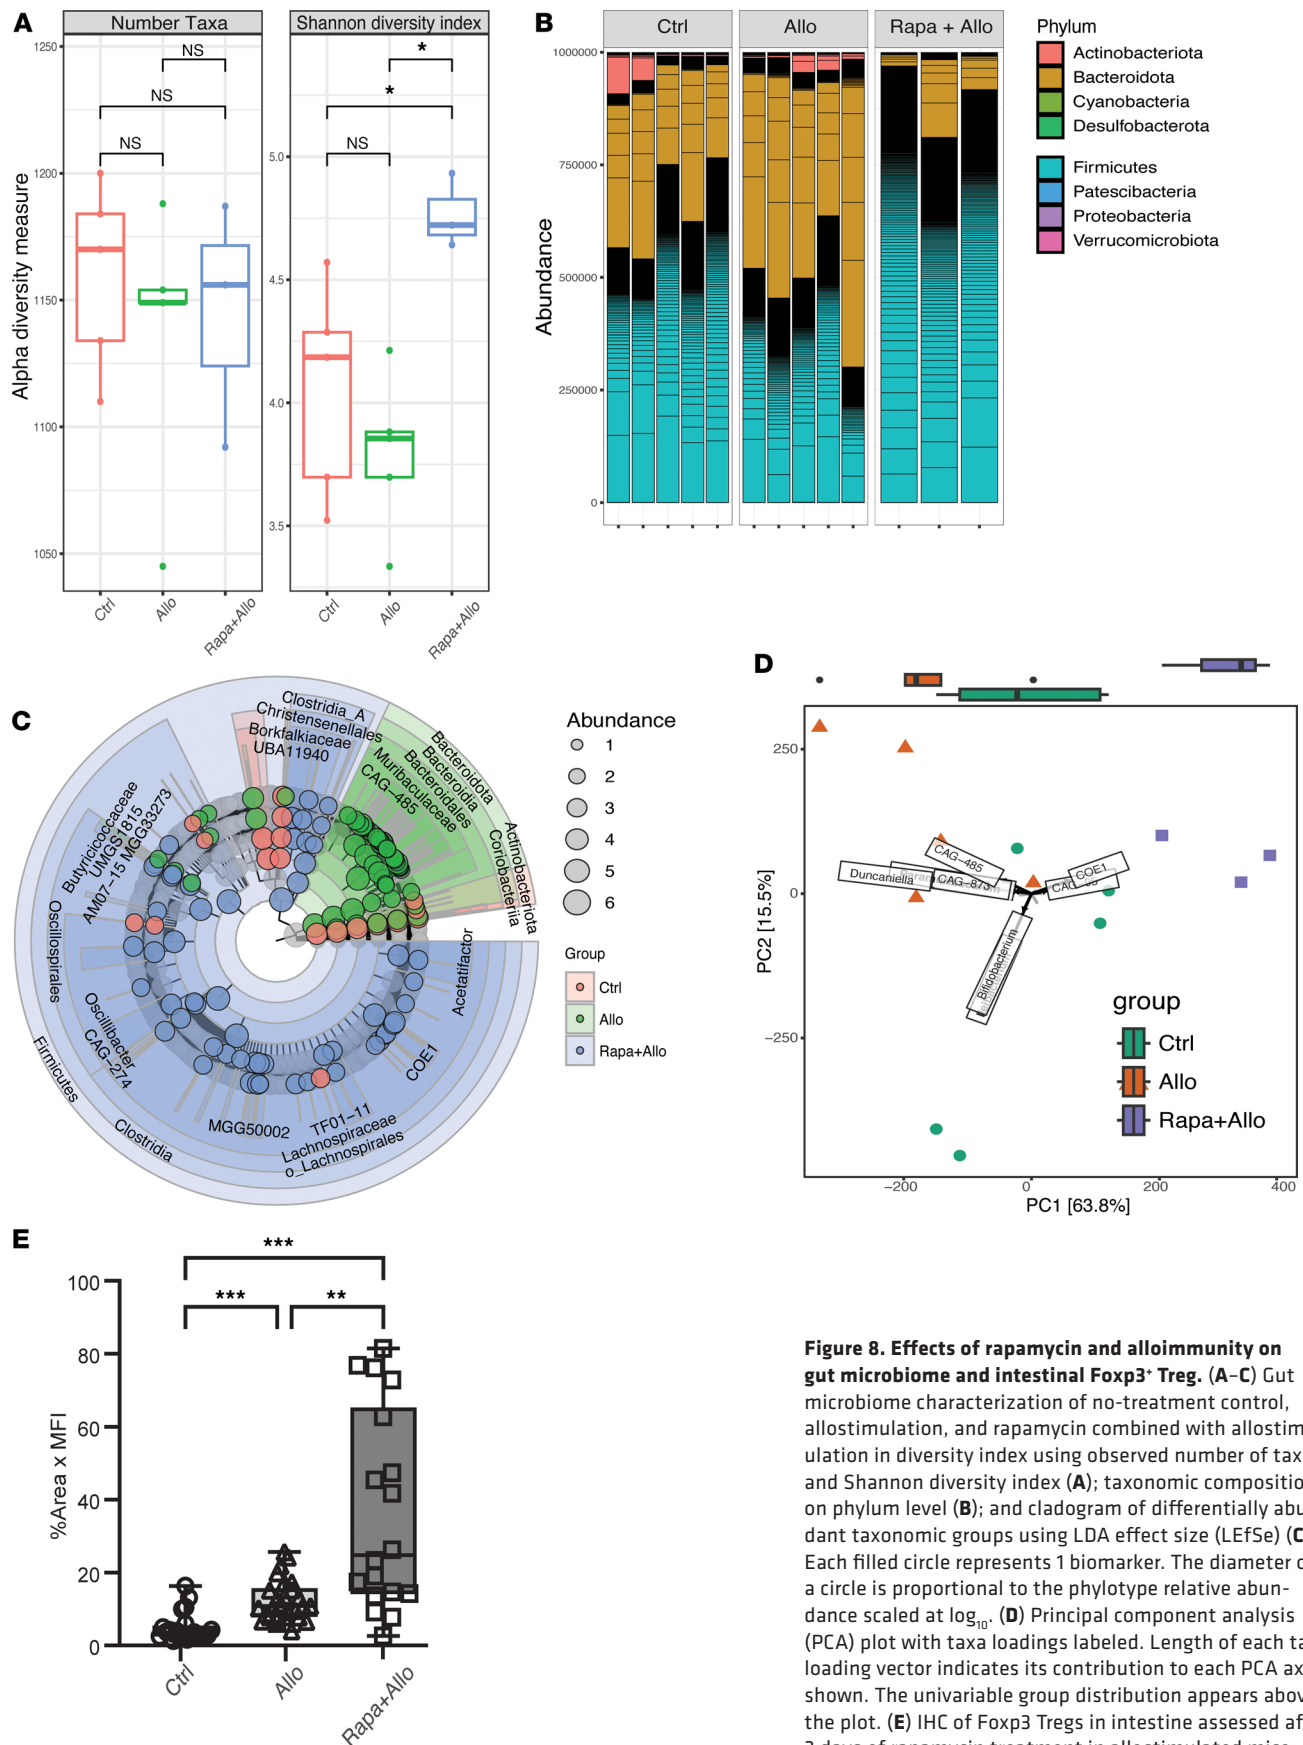 A
Number Taxa
Shannon diversity index
Alpha diversity measure
1250
1200
1150
1100
1050
NS
NS
NS
5.0
4.5
4.0
3.5
*
*
NS
Ctrl
Allo
Rapa+Allo
Ctrl
Allo
Rapa+Allo
B
Ctrl
Allo
Rapa + Allo
Abundance
1000000
750000
500000
250000
0
Phylum
Actinobacteriota
Bacteroidota
Cyanobacteria
Desulfobacterota
Firmicutes
Patescibacteria
Proteobacteria
Verrucomicrobiota
C
Clostridia_A
Christensenellales
Borkfalkiaceae
UBA11940
Bacteroidota
Bacteroidia
Bacteroidales
Muribaculaceae
CAG-485
Actinobacteriota
Coriobacteriia
Butyricicoccaceae
UMGS1815
AM07-15 MGG33273
Oscillospirales
Oscillibacter
CAG-274
Firmicutes
Clostridia
MGG50002
TF01-11
Lachnospiraceae
o_Lachnospirales
COE1
Acetatifactor
Abundance
1
2
3
4
5
6
Group
Ctrl
Allo
Rapa+Allo
D
PC2 [15.5%]
250
0
-250
CAG-485
Duncaniella
CAG-873
COE1
Bifidobacterium
group
Ctrl
Allo
Rapa+Allo
-200
0
200
400
PC1 [63.8%]
E
***
***
**
%Area x MFI
100
80
60
40
20
0
Ctrl
Allo
Rapa+Allo
Figure 8. Effects of rapamycin and alloimmunity on
gut microbiome and intestinal Foxp3+ Treg. (A–C) Gut
microbiome characterization of no-treatment control,
allostimulation, and rapamycin combined with allostim
ulation in diversity index using observed number of tax
and Shannon diversity index (A); taxonomic compositio
on phylum level (B); and cladogram of differentially abu
dant taxonomic groups using LDA effect size (LEfSe) (C
Each filled circle represents 1 biomarker. The diameter o
a circle is proportional to the phylotype relative abun-
dance scaled at log10. (D) Principal component analysis
(PCA) plot with taxa loadings labeled. Length of each ta
loading vector indicates its contribution to each PCA ax
shown. The univariable group distribution appears abov
the plot. (E) IHC of Foxp3 Tregs in intestine assessed af